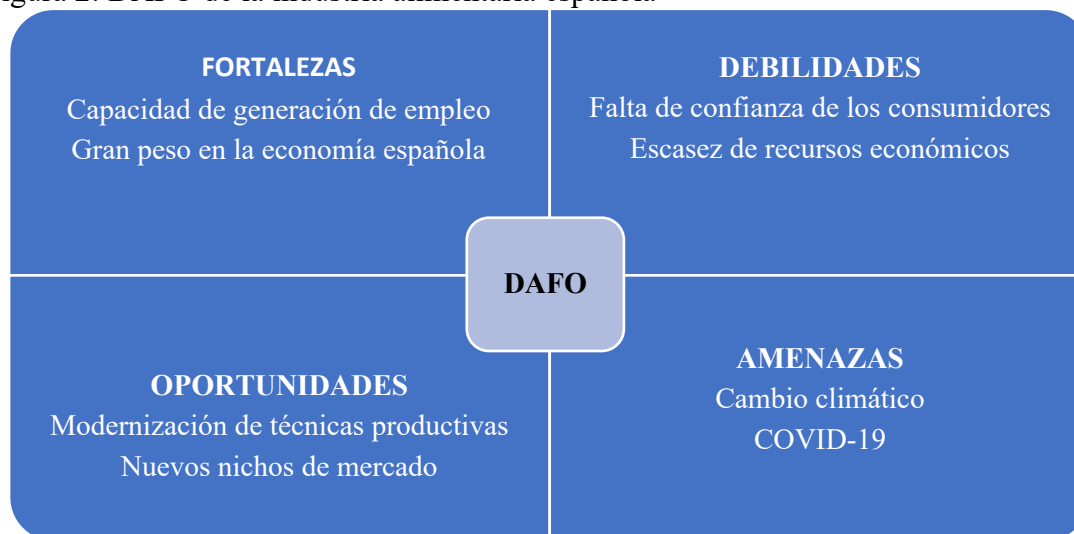 FORTALEZAS
Capacidad de generación de empleo
Gran peso en la economía española
DEBILIDADES
Falta de confianza de los consumidores
Escasez de recursos económicos
DAFO
OPORTUNIDADES
Modernización de técnicas productivas
Nuevos nichos de mercado
AMENAZAS
Cambio climático
COVID-19